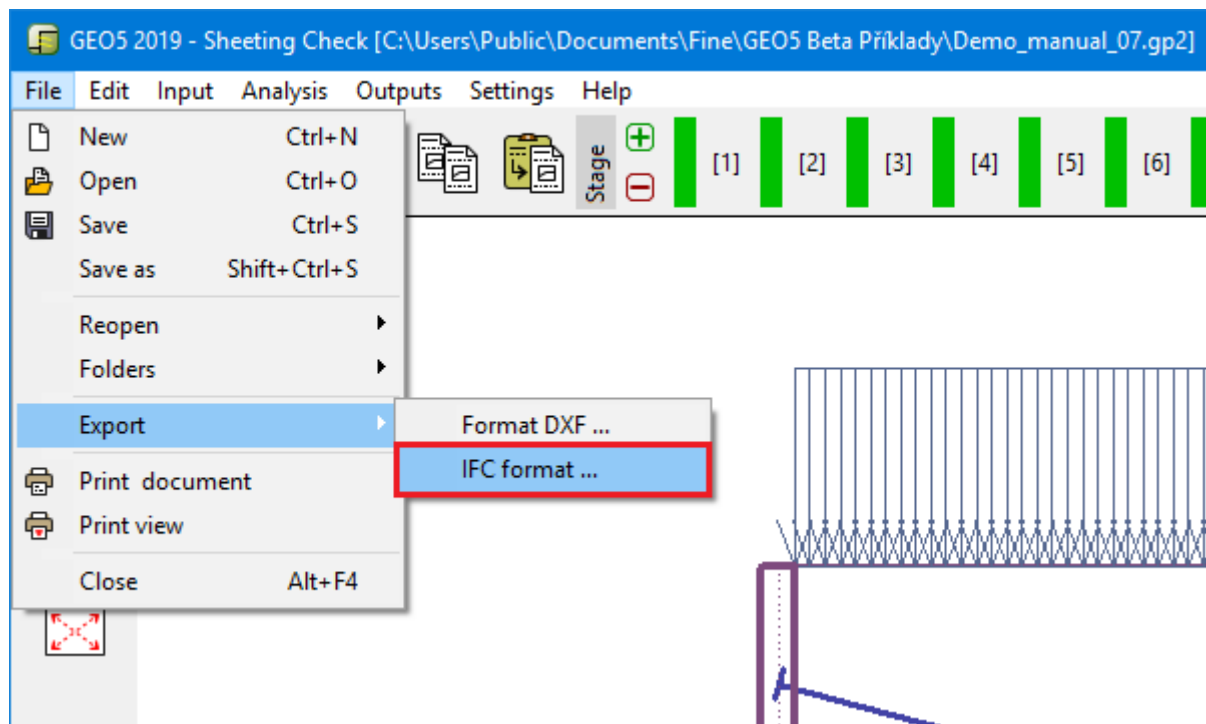 GEO5 2019 - Sheeting Check [C:\Users\Public\Documents\Fine\GEO5 Beta Příklady\Demo_manual_07.gp2]
File Edit Input Analysis Outputs Settings Help
New Ctrl+N
Open Ctrl+O
Save Ctrl+S
Save as Shift+Ctrl+S
Reopen
Folders
Export
Print document
Print view
Close Alt+F4
Format DXF ...
IFC format ...
Stage
[1] [2] [3] [4] [5] [6]